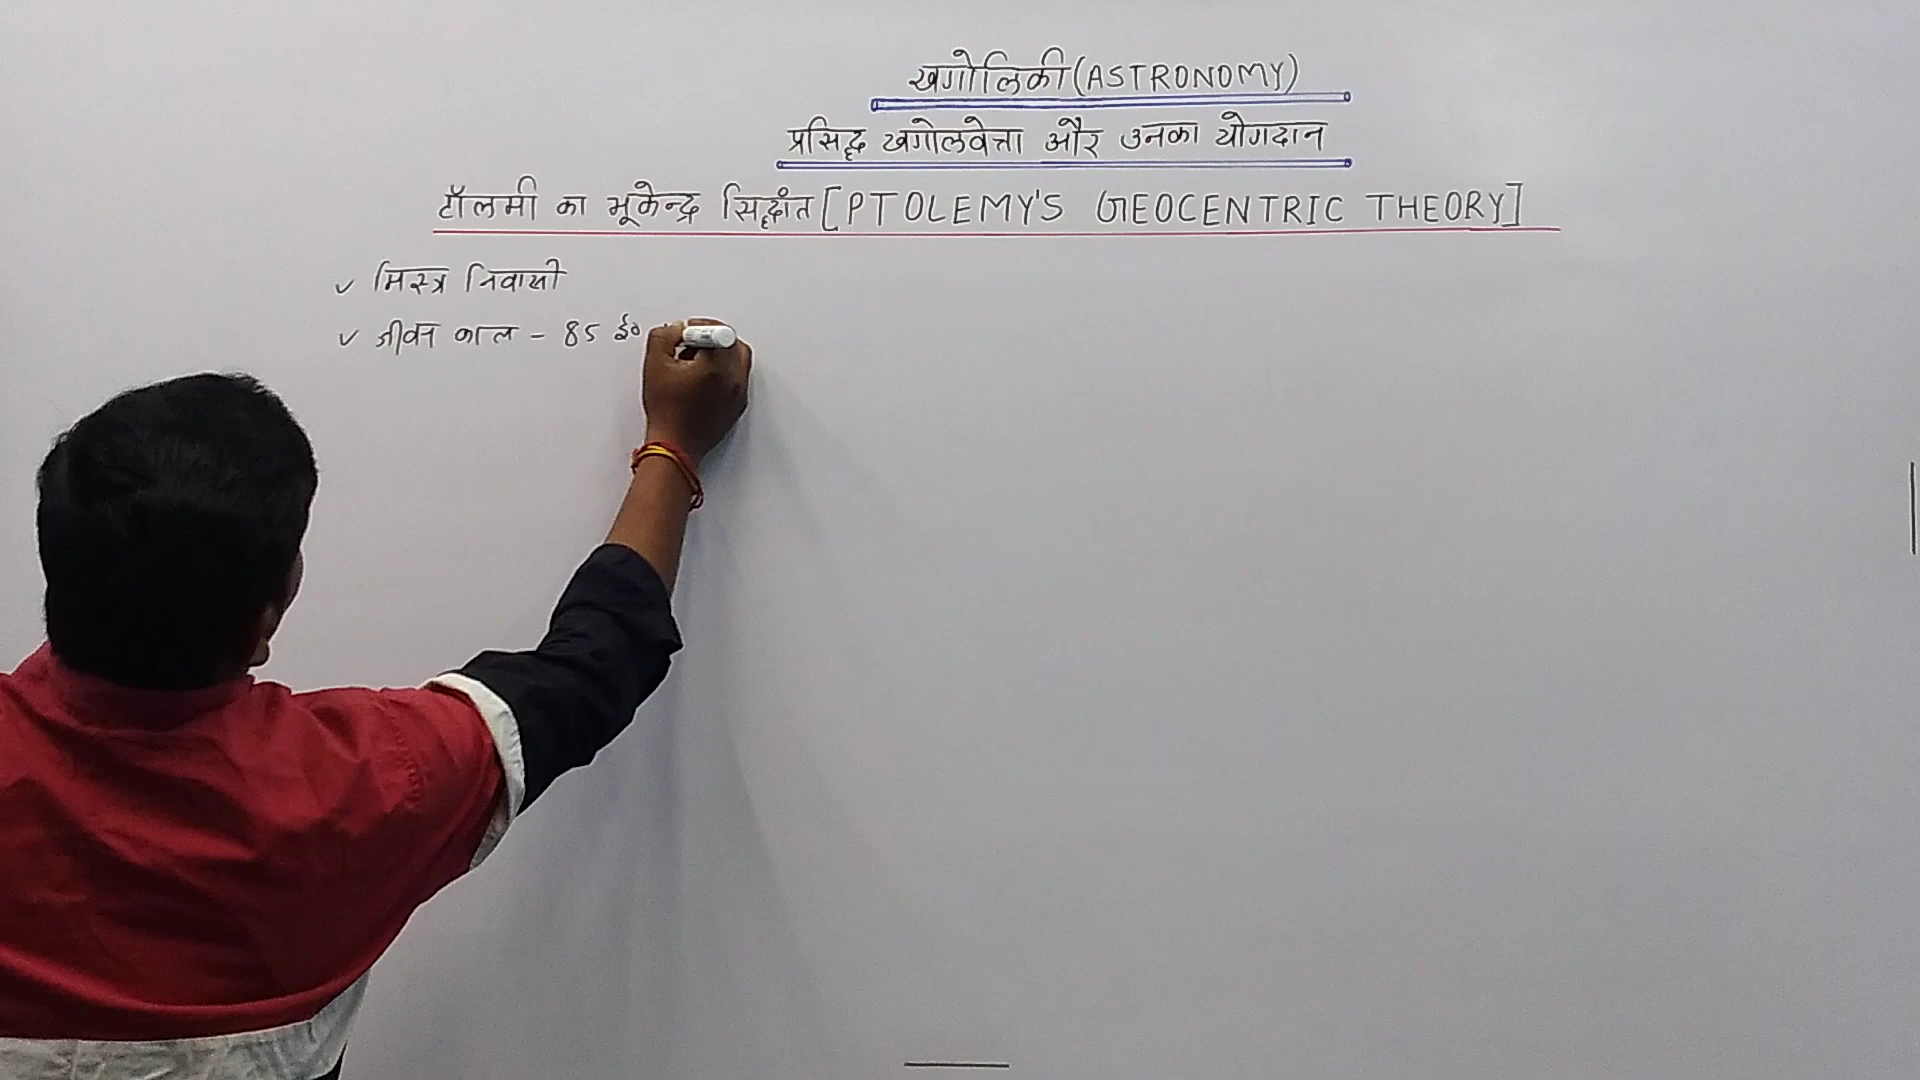 खगोलिकी (ASTRONOMY)
प्रसिद्ध खगोलवेत्ता और उनका योगदान
टॉलमी का भूकेन्द्र सिद्धांत [PTOLEMY'S GEOCENTRIC THEORY]
✓ मिस्त्र निवासी
✓ जीवन काल - 85 ई०